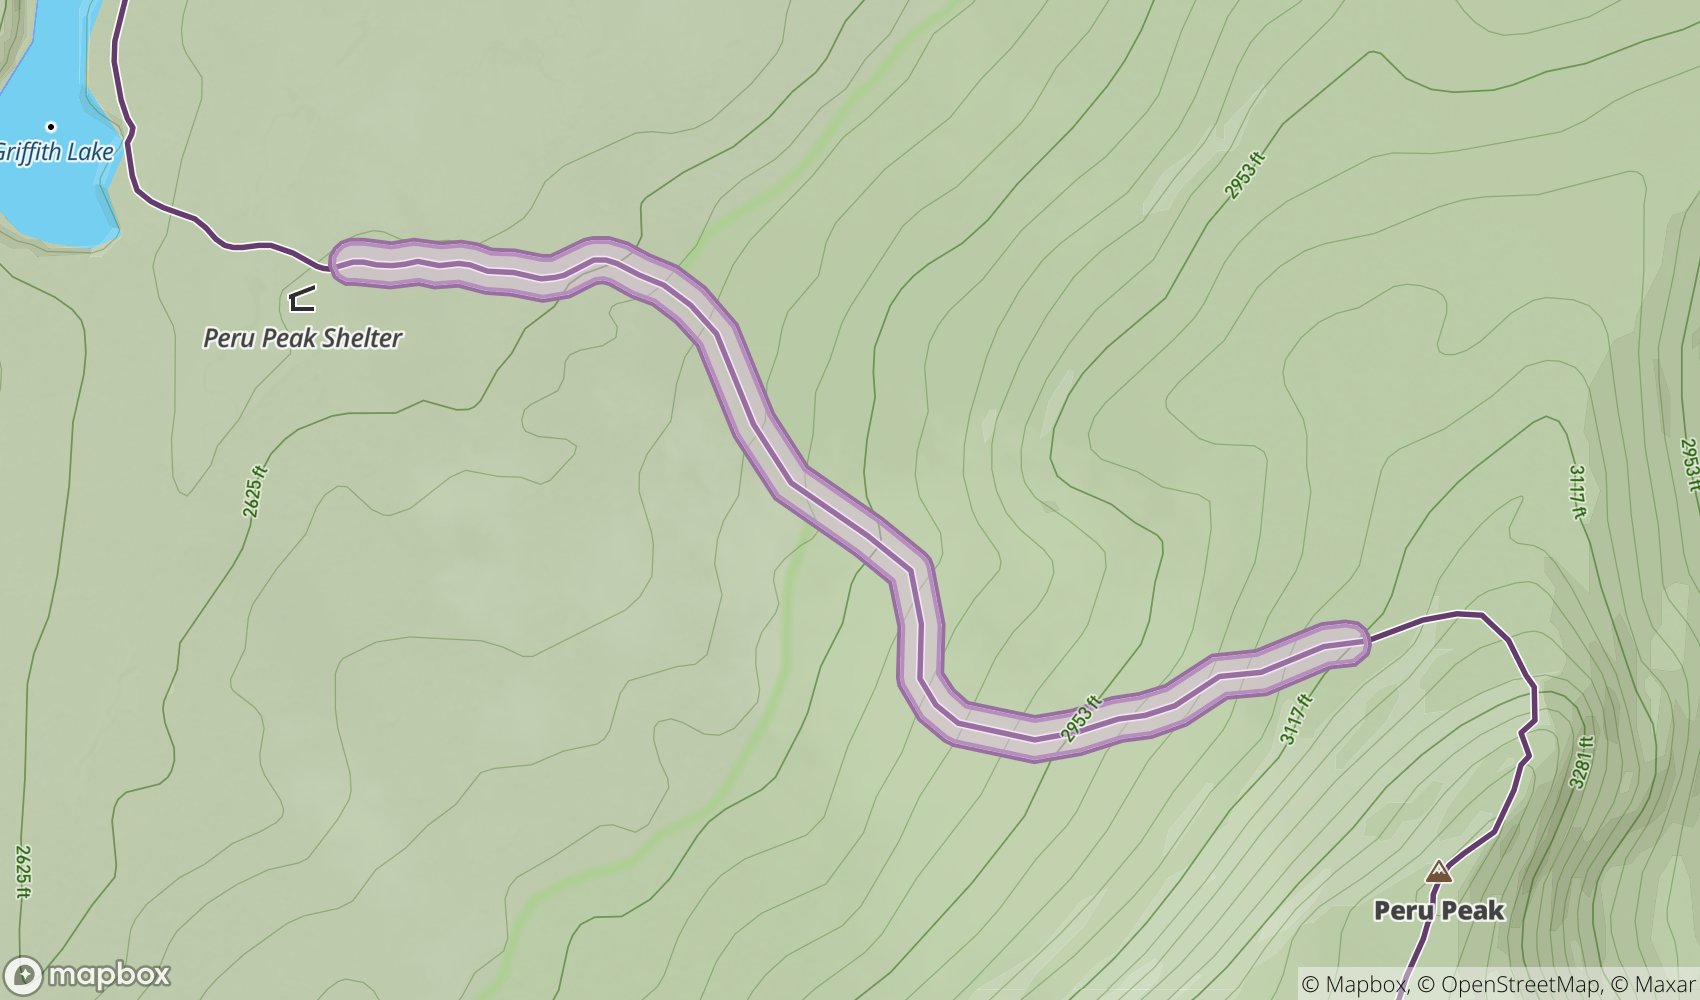 Griffith Lake
2953 ft
Peru Peak Shelter
2625 ft
3117 ft
2953 ft
2953 ft
3117 ft
3281 ft
2625 ft
Peru Peak
mapbox
© Mapbox, © OpenStreetMap, © Maxar